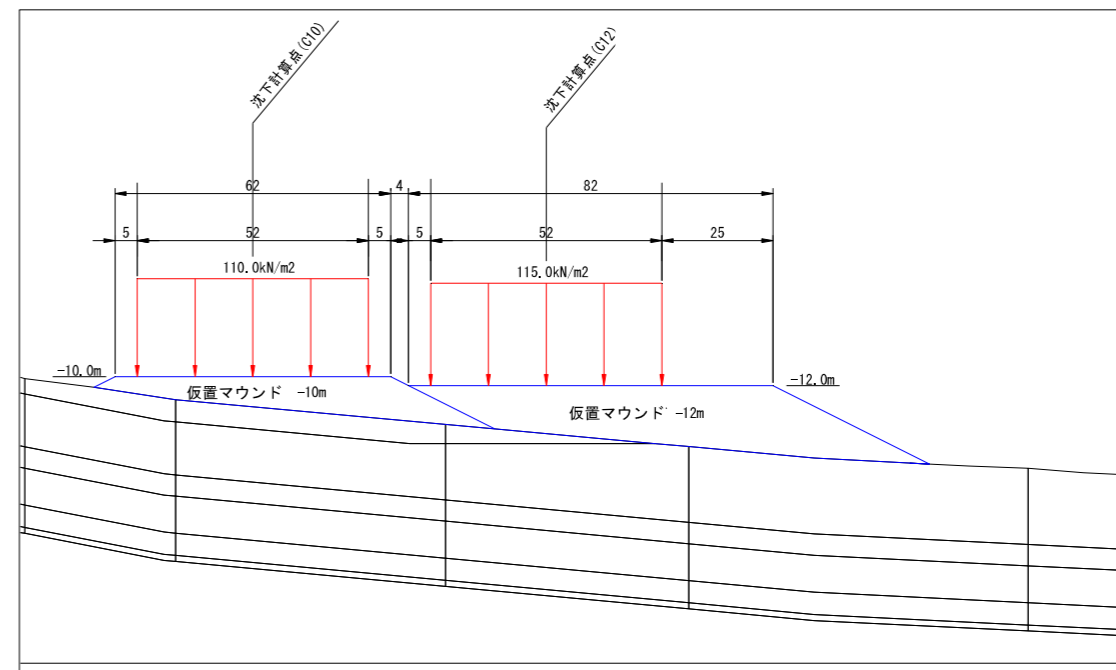 沈下計算点(C10)
沈下計算点(C12)
62
4
82
5
52
5
5
52
25
110.0kN/m2
115.0kN/m2
-10.0m
-12.0m
仮置マウンド -10m
仮置マウンド -12m